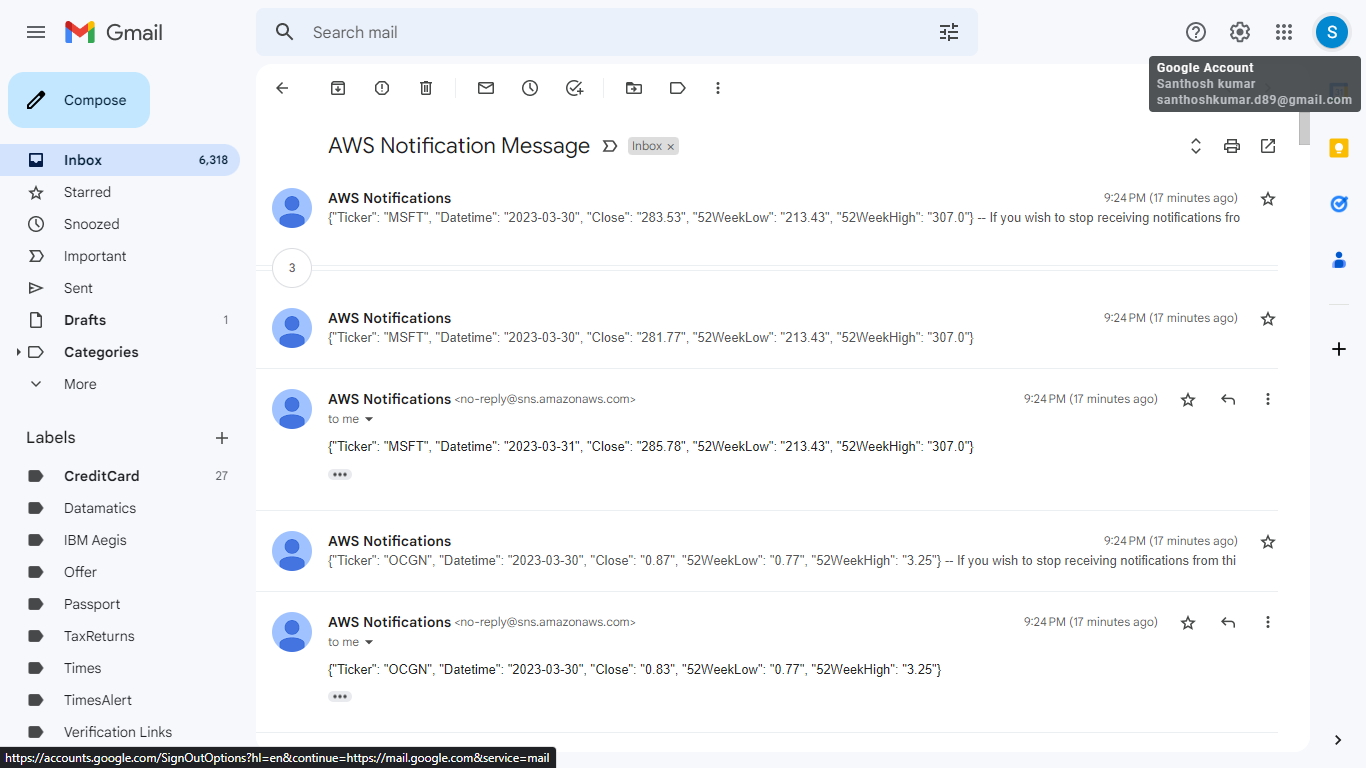 Gmail
Search mail
S
Google Account
Santhosh kumar
santhoshkumar.d89@gmail.com
Compose
Inbox 6,318
Starred
Snoozed
Important
Sent
Drafts 1
Categories
More
Labels
CreditCard 27
Datamatics
IBM Aegis
Offer
Passport
TaxReturns
Times
TimesAlert
Verification Links
AWS Notification Message Inbox ×
AWS Notifications 9:24 PM (17 minutes ago)
{"Ticker": "MSFT", "Datetime": "2023-03-30", "Close": "283.53", "52WeekLow": "213.43", "52WeekHigh": "307.0"} -- If you wish to stop receiving notifications fro
3
AWS Notifications 9:24 PM (17 minutes ago)
{"Ticker": "MSFT", "Datetime": "2023-03-30", "Close": "281.77", "52WeekLow": "213.43", "52WeekHigh": "307.0"}
AWS Notifications <no-reply@sns.amazonaws.com> 9:24 PM (17 minutes ago)
to me
{"Ticker": "MSFT", "Datetime": "2023-03-31", "Close": "285.78", "52WeekLow": "213.43", "52WeekHigh": "307.0"}
AWS Notifications 9:24 PM (17 minutes ago)
{"Ticker": "OCGN", "Datetime": "2023-03-30", "Close": "0.87", "52WeekLow": "0.77", "52WeekHigh": "3.25"} -- If you wish to stop receiving notifications from thi
AWS Notifications <no-reply@sns.amazonaws.com> 9:24 PM (17 minutes ago)
to me
{"Ticker": "OCGN", "Datetime": "2023-03-30", "Close": "0.83", "52WeekLow": "0.77", "52WeekHigh": "3.25"}
https://accounts.google.com/SignOutOptions?hl=en&continue=https://mail.google.com&service=mail